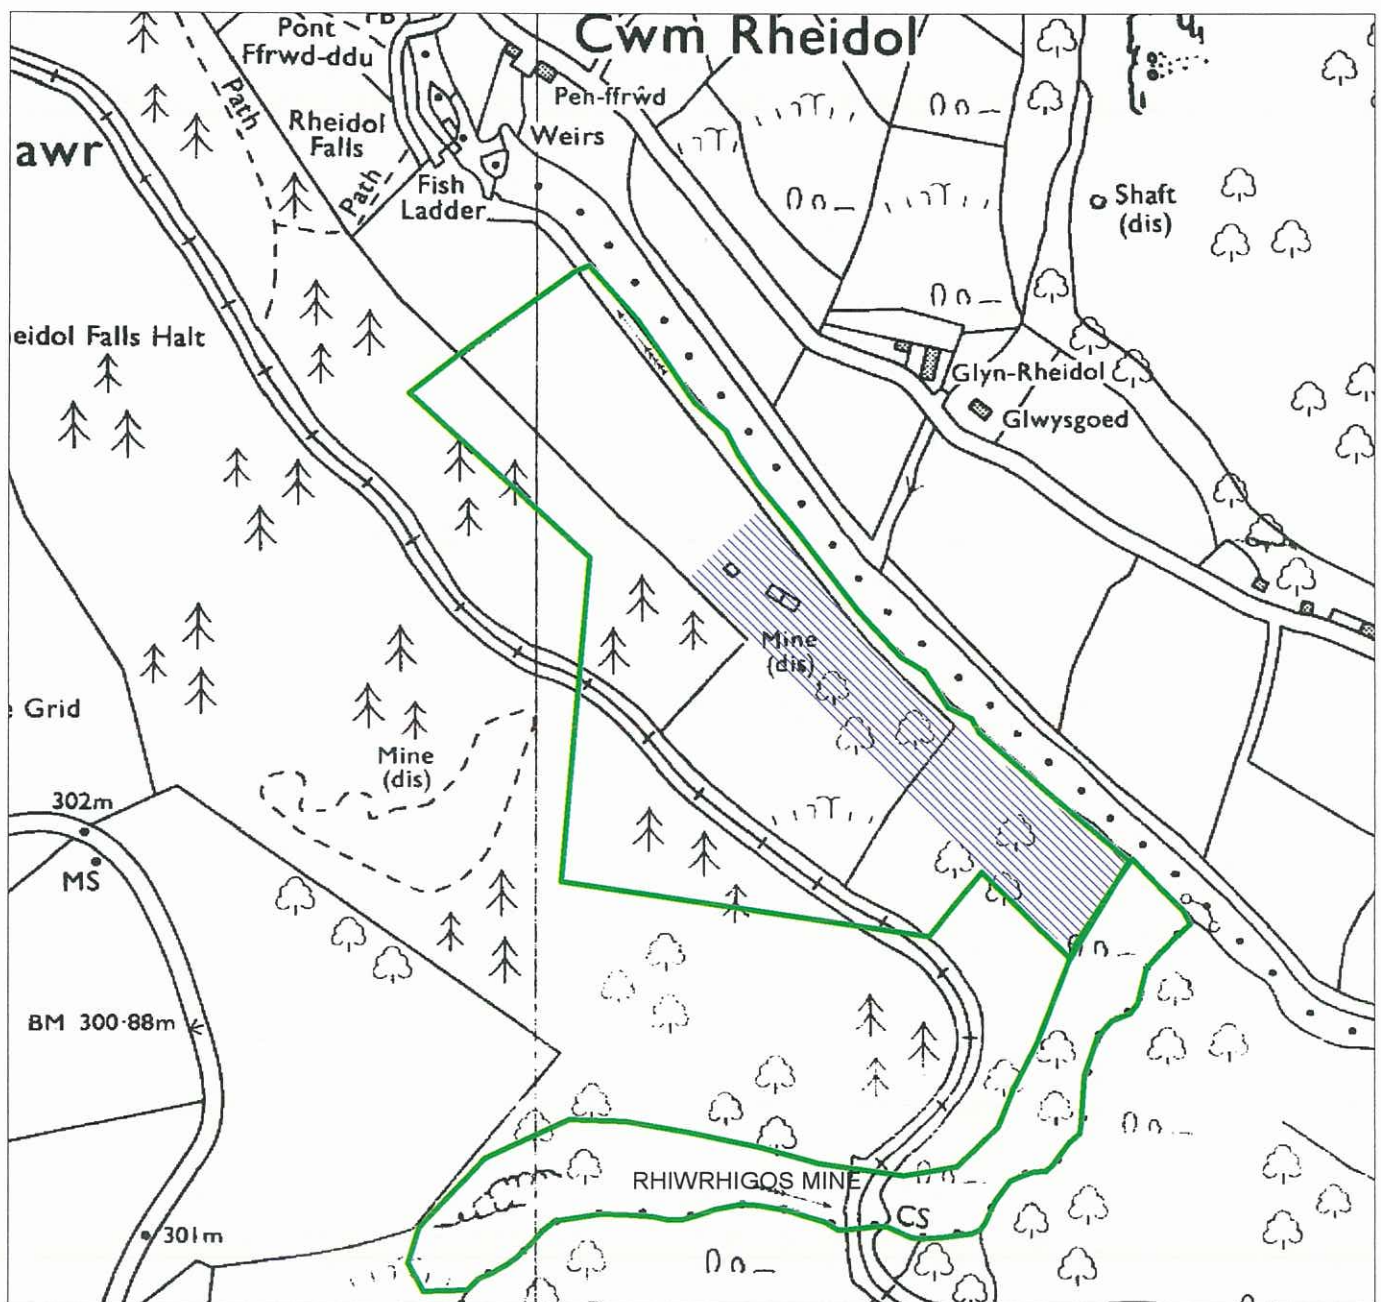 Cwm Rheidol
Pont
Ffrwd-ddu
Path
Rheidol
Falls
Pen-ffrŵd
Weirs
Path
Fish
Ladder
awr
Shaft
(dis)
eidol Falls Halt
Glyn-Rheidol
Glwysgoed
Mine
(dis)
Grid
Mine
(dis)
302m
MS
BM 300·88m
RHIWRHIGOS MINE
CS
301m